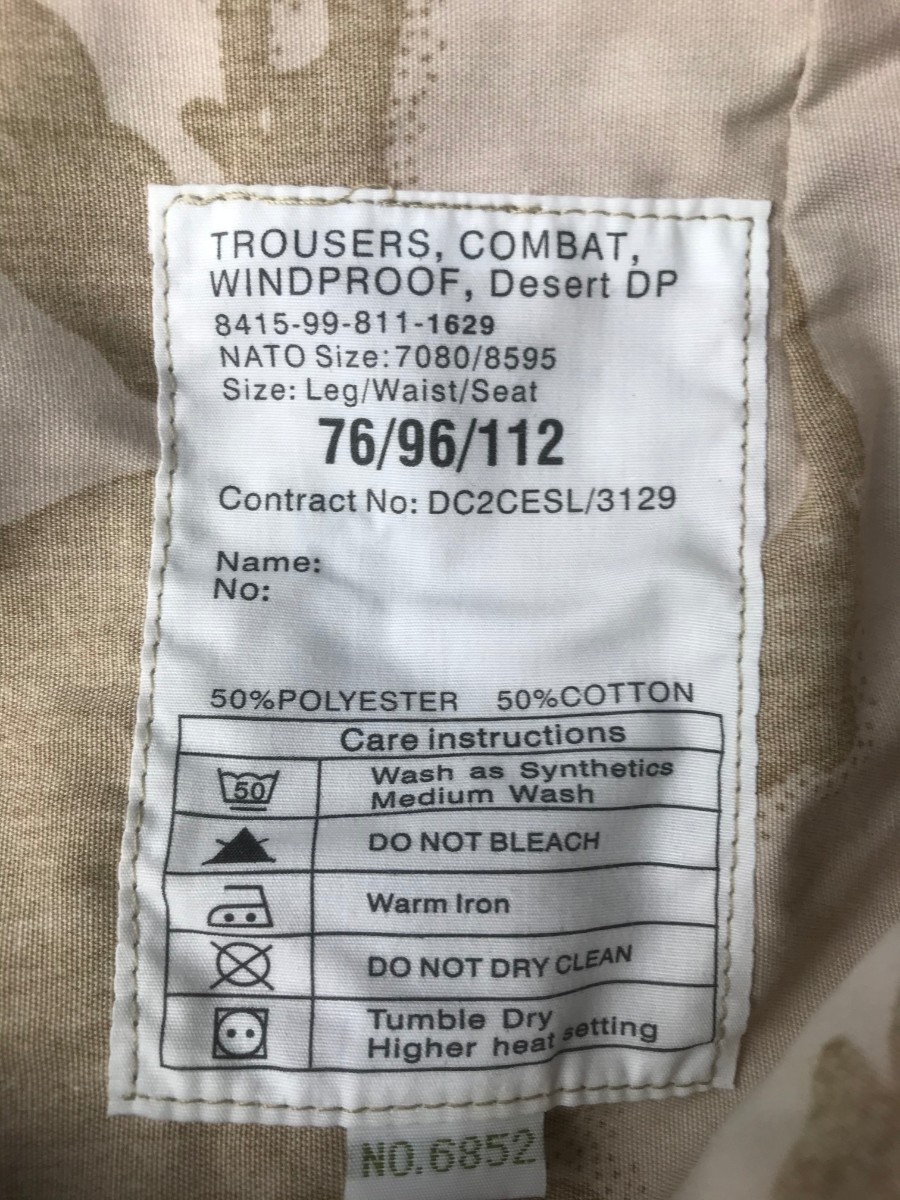 TROUSERS, COMBAT,
WINDPROOF, Desert DP
8415-99-811-1629
NATO Size:7080/8595
Size: Leg/Waist/Seat
76/96/112
Contract No: DC2CESL/3129
Name:
No:
50%POLYESTER 50%COTTON
Care instructions
50
Wash as Synthetics
Medium Wash
DO NOT BLEACH
Warm Iron
DO NOT DRY CLEAN
Tumble Dry
Higher heat setting
NO.6852